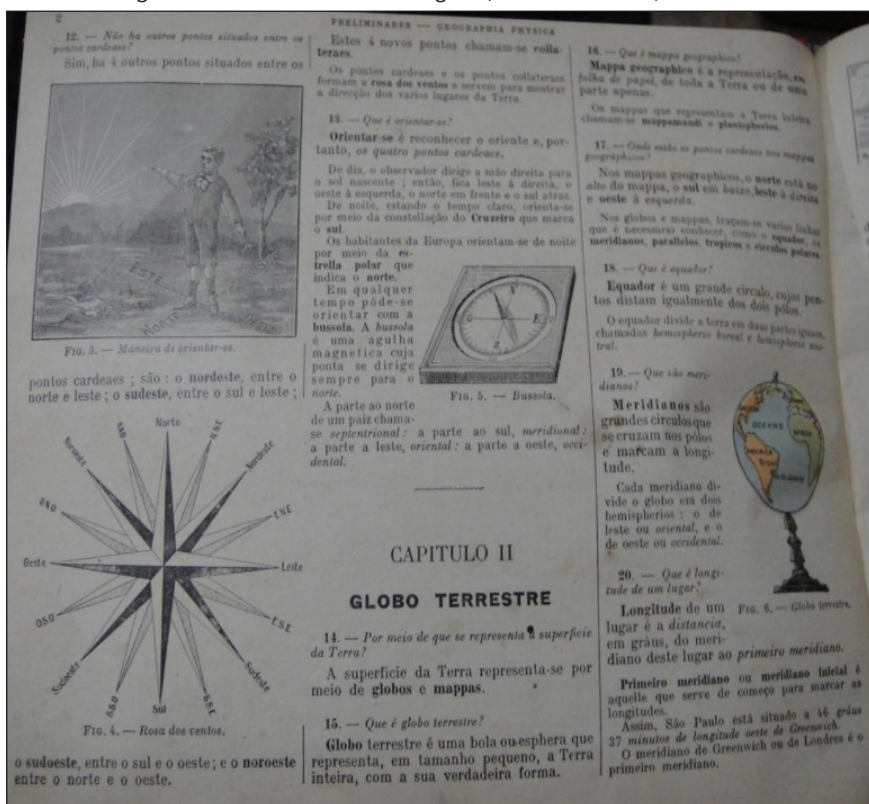 2
PRELIMINARES — GEOGRAPHIA PHYSICA
12. — Não ha outros pontos situados entre os
pontos cardeaes?
Sim, ha 4 outros pontos situados entre os
ESTE
NORTE
OESTE
FIG. 3. — Maneira de orientar-se.
pontos cardeaes ; são : o nordeste, entre o
norte e leste ; o sudeste, entre o sul e leste ;
Norte
N.N.E
Nordeste
E.N.E
Leste
E.S.E
Sudeste
S.S.E
Sul
S.S.O
Sudoeste
O.S.O
Oeste
O.N.O
Noroeste
FIG. 4. — Rosa dos ventos.
o sudoeste, entre o sul e o oeste ; e o noroeste
entre o norte e o oeste.
Estes 4 novos pontos chamam-se colla-
teraes.
Os pontos cardeaes e os pontos collateraes
formam a rosa dos ventos e servem para mostrar
a direcção dos varios lugares da Terra.
13. — Que é orientar-se?
Orientar-se é reconhecer o oriente e, por-
tanto, os quatro pontos cardeaes.
De dia, o observador dirige a mão direita para
o sol nascente ; então, fica leste à direita, o
oeste á esquerda, o norte em frente e o sul atraz.
De noite, estando o tempo claro, orienta-se
por meio da constellação do Cruzeiro que marca
o sul.
Os habitantes da Europa orientam-se de noite
por meio da es-
trella polar que
indica o norte.
Em qualquer
tempo póde-se
orientar com a
bussola. A bussola
é uma agulha
magnetica cuja
ponta se dirige
sempre para o
norte.
N
E
S
O
FIG. 5. — Bussola.
A parte ao norte
de um paiz chama-
se septentrional : a parte ao sul, meridional :
a parte a leste, oriental : a parte a oeste, occi-
dental.
CAPITULO II
GLOBO TERRESTRE
14. — Por meio de que se representa a superficie
da Terra?
A superficie da Terra representa-se por
meio de globos e mappas.
15. — Que é globo terrestre?
Globo terrestre é uma bola ou esphera que
representa, em tamanho pequeno, a Terra
inteira, com a sua verdadeira forma.
16. — Que é mappa geographico?
Mappa geographico é a representação, em
folha de papel, de toda a Terra ou de uma
parte apenas.
Os mappas que representam a Terra inteira
chamam-se mappamundi e planispherios.
17. — Onde estão os pontos cardeaes nos mappas
geographicos?
Nos mappas geographicos, o norte está no
alto do mappa, o sul em baixo, leste á direita
e oeste á esquerda.
Nos globos e mappas, traçam-se varias linhas
que é necessario conhecer, como o equador, os
meridianos, parallelos, tropicos e circulos polares
18. — Que é equador?
Equador é um grande circulo, cujos pon-
tos distam igualmente dos dois pólos.
O equador divide a terra em duas partes iguaes,
chamadas hemispherio boreal e hemispherio aus-
tral.
19. — Que são meri-
dianos?
Meridianos são
grandes circulos que
se cruzam nos pólos
e marcam a longi-
tude.
Cada meridiano di-
vide o globo em dois
hemispherios : o de
leste ou oriental, e o
de oeste ou occidental.
OCEANO
AFRICA
AMERICA
FIG. 6. — Globo terrestre.
20. — Que é longi-
tude de um lugar?
Longitude de um
lugar é a distancia,
em gráus, do meri-
diano deste lugar ao primeiro meridiano.
Primeiro meridiano ou meridiano inicial é
aquelle que serve de começo para marcar as
longitudes.
Assim, São Paulo está situado a 46 gráus
37 minutos de longitude oeste de Greenwich.
O meridiano de Greenwich ou de Londres é o
primeiro meridiano.